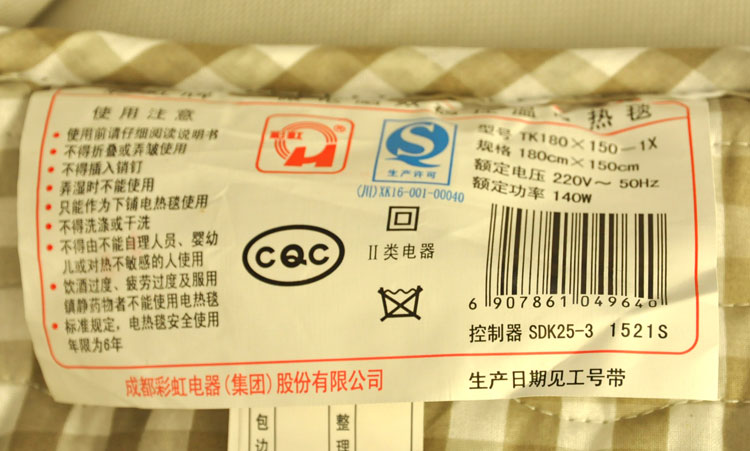 温 热毯
使用注意
• 使用前请仔细阅读说明书
• 不得折叠或弄皱使用
• 不得插入销钉
• 弄湿时不能使用
• 只能作为下铺电热毯使用
• 不得洗涤或干洗
• 不得由不能自理人员、婴幼
儿或对热不敏感的人使用
• 饮酒过度、疲劳过度及服用
镇静药物者不能使用电热毯
• 标准规定,电热毯安全使用
年限为6年
彩虹
生产许可
(川)XK16-001-00040
CQC
II类电器
型号 TK180×150-1X
规格 180cm×150cm
额定电压 220V~ 50Hz
额定功率 140W
6 907861 049640
控制器 SDK25-3 1521S
成都彩虹电器(集团)股份有限公司
生产日期见工号带
包 整
边 理